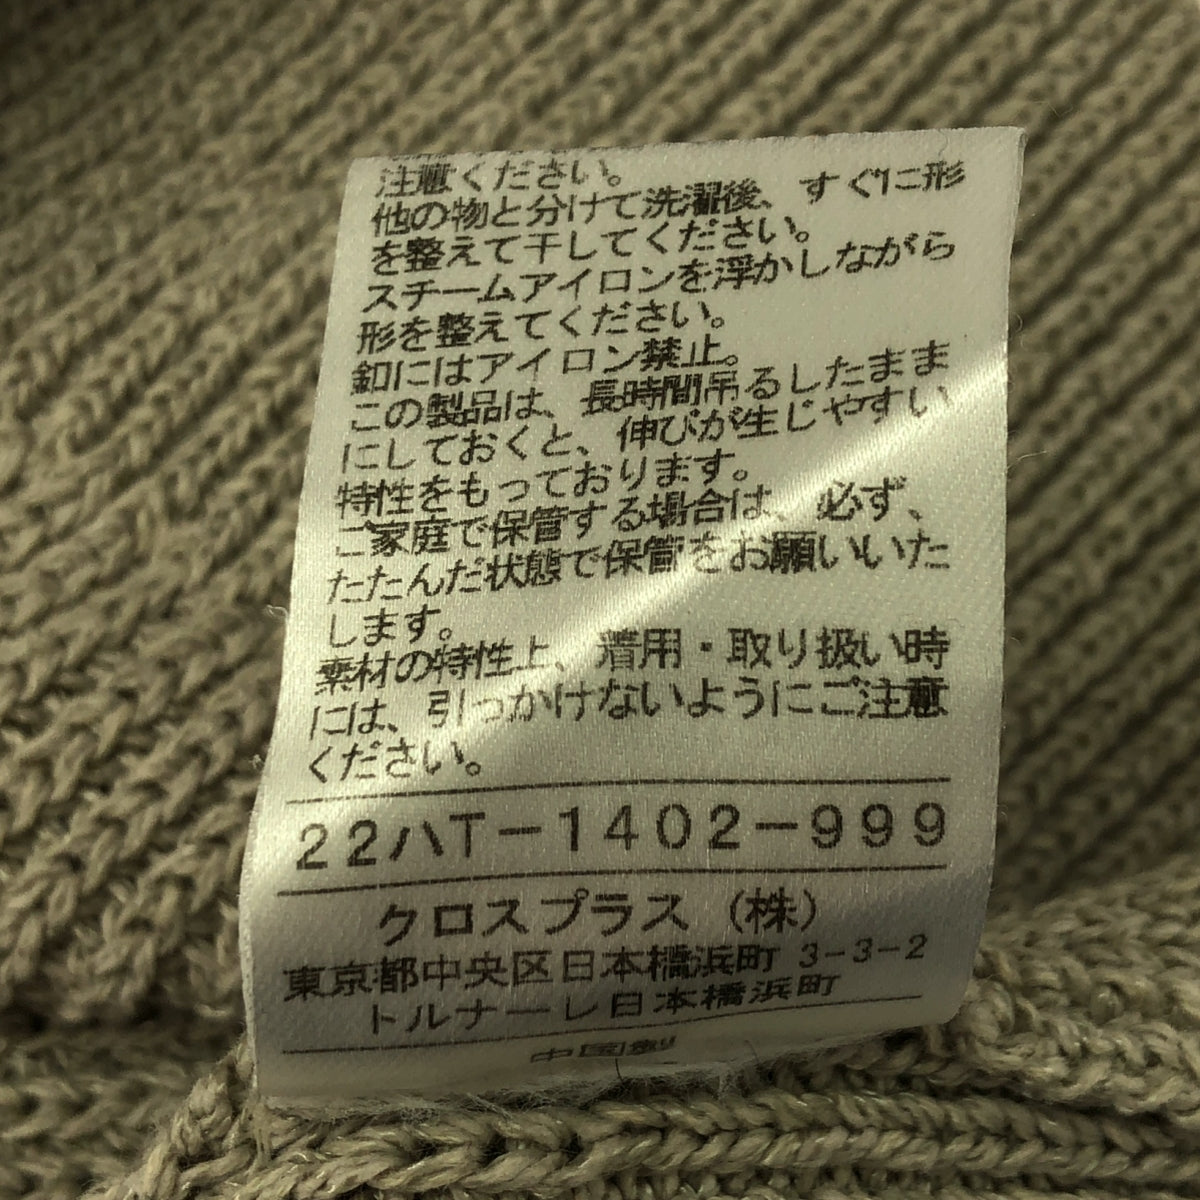 注意ください。
他の物と分けて洗濯後、すぐに形
を整えて干してください。
スチームアイロンを浮かしながら
形を整えてください。
釦にはアイロン禁止。
この製品は、長時間吊るしたまま
にしておくと、伸びが生じやすい
特性をもっております。
ご家庭で保管する場合は、必ず、
たたんだ状態で保管をお願いいた
します。
素材の特性上、着用・取り扱い時
には、引っかけないようにご注意
ください。
22ハT-1402-999
クロスプラス（株）
東京都中央区日本橋浜町 3-3-2
トルナーレ日本橋浜町
中国製